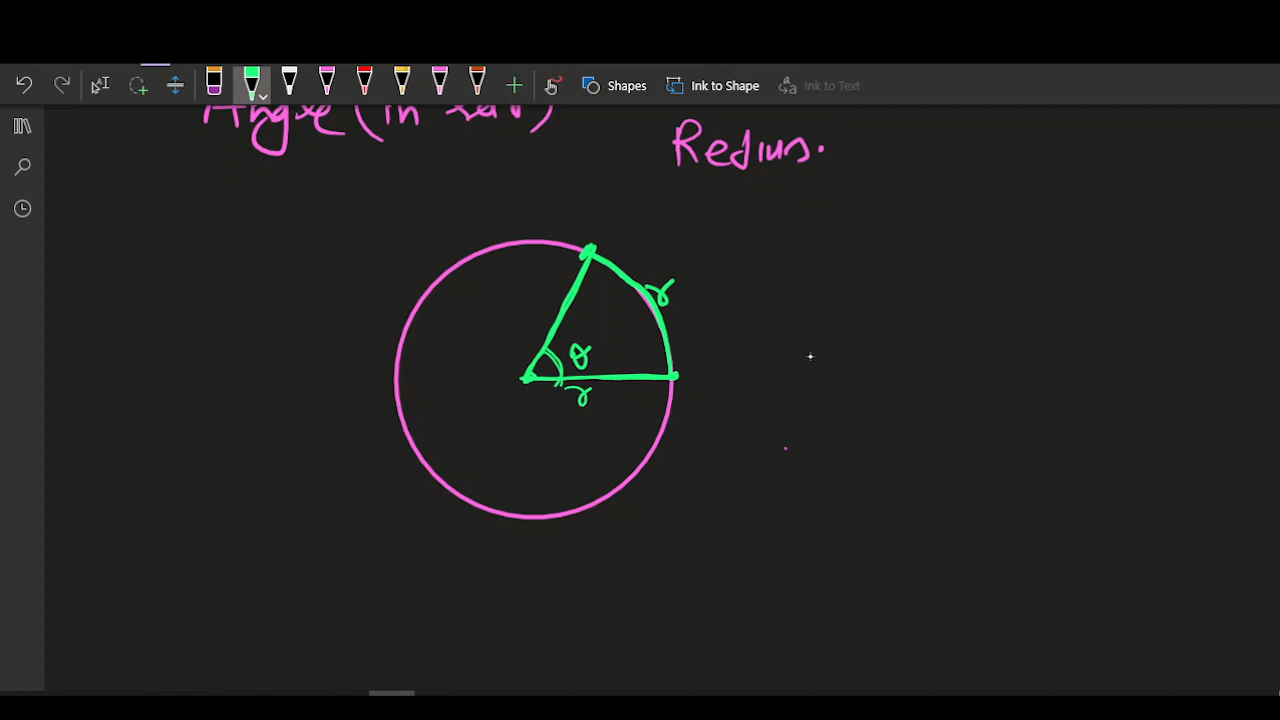 Shapes Ink to Shape Ink to Text
Angle (in rad)
Redius.
r
θ
r